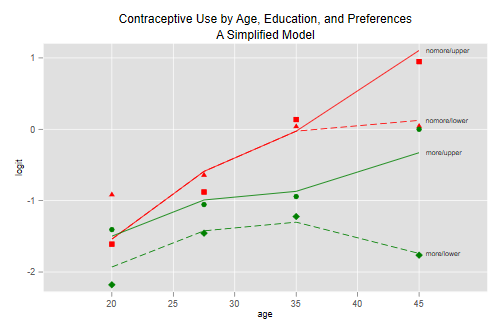 Contraceptive Use by Age, Education, and Preferences
A Simplified Model
1
0
-1
-2
logit
nomore/upper
nomore/lower
more/upper
more/lower
20
25
30
35
40
45
age